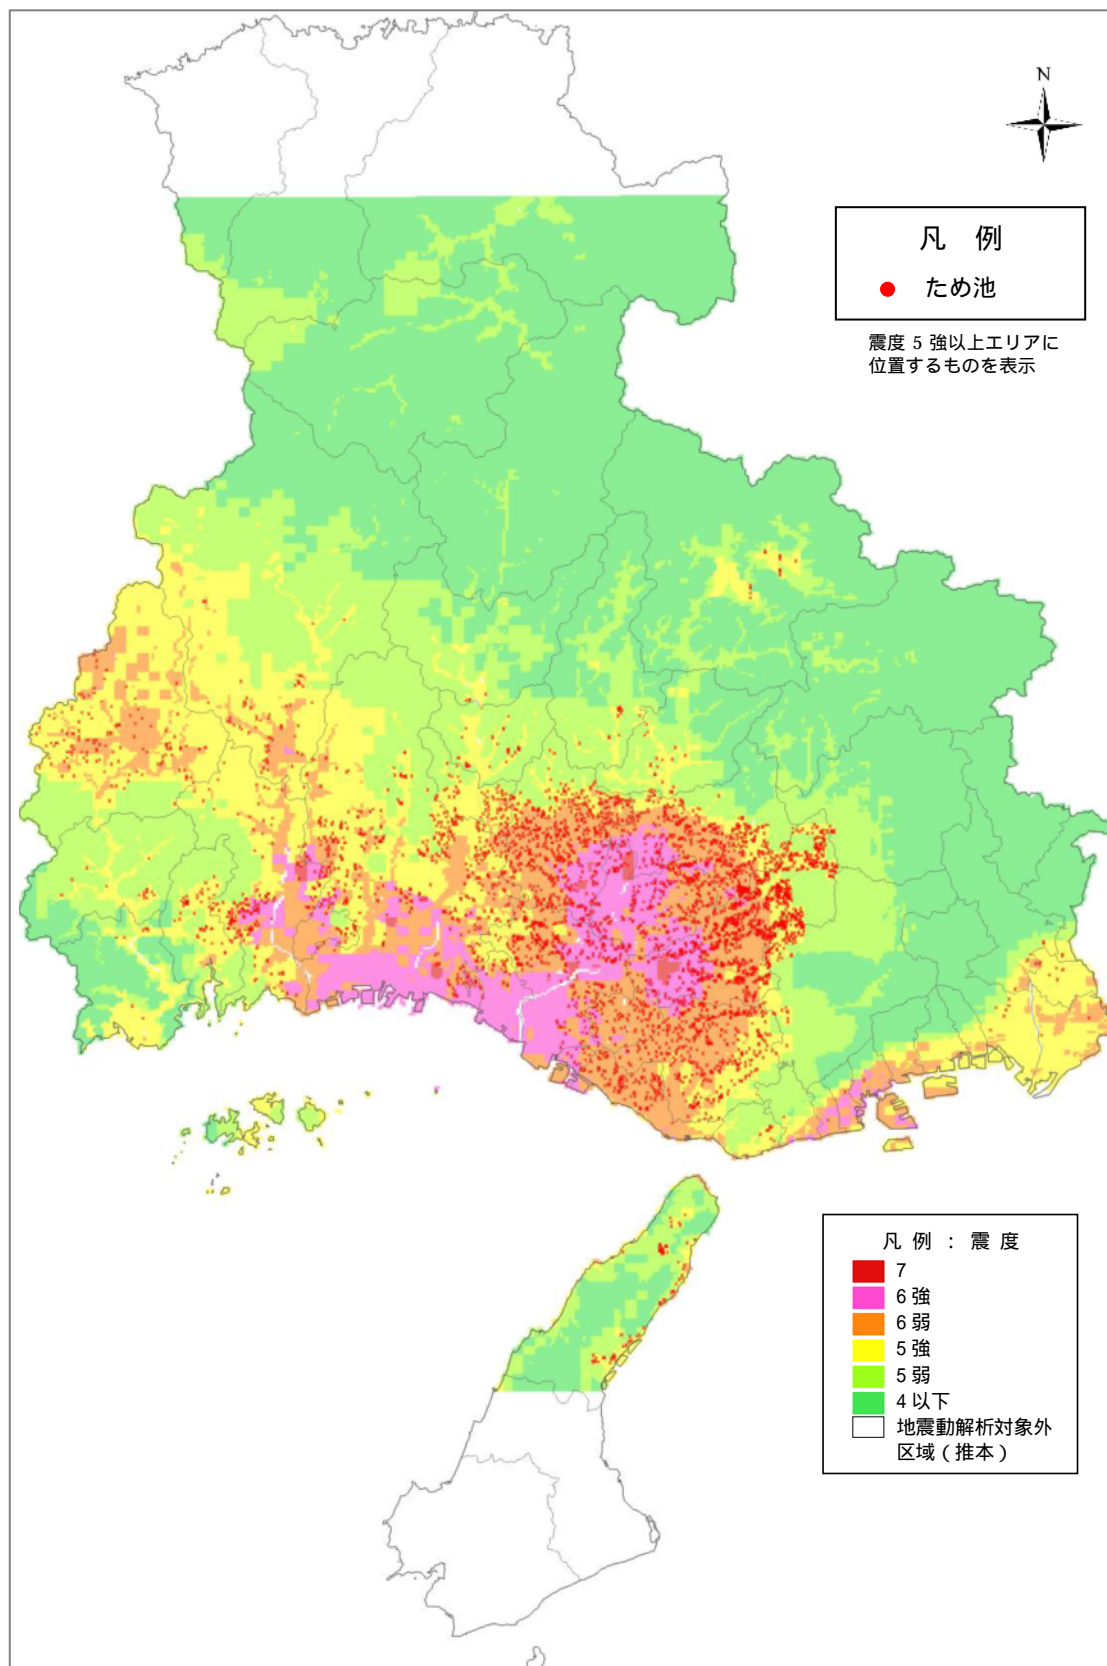 N
凡 例
ため池
震度 5 強以上エリアに
位置するものを表示
凡 例 : 震 度
7
6 強
6 弱
5 強
5 弱
4 以下
地震動解析対象外
区域 ( 推本 )